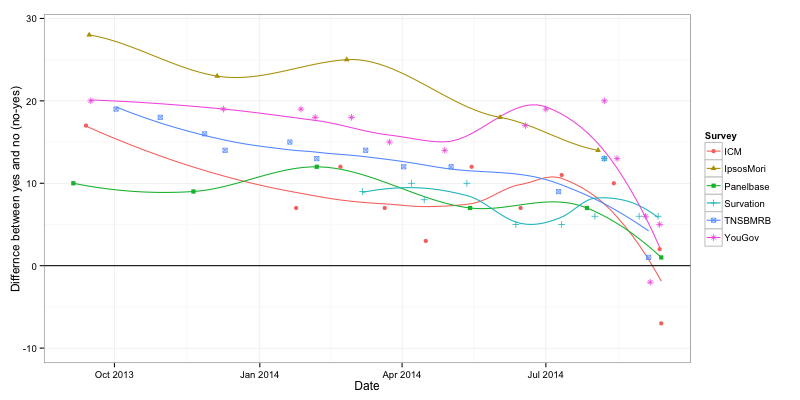 Differnce between yes and no (no-yes)
30
20
10
0
-10
Oct 2013
Jan 2014
Apr 2014
Jul 2014
Date
Survey
ICM
IpsosMori
Panelbase
Survation
TNSBMRB
YouGov